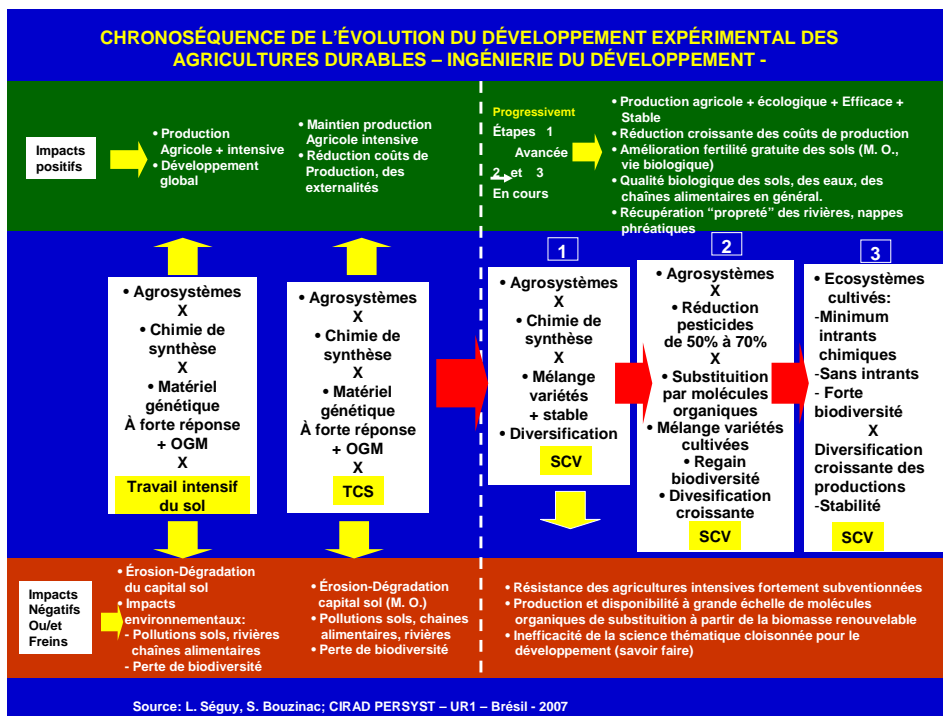 CHRONOSÉQUENCE DE L'ÉVOLUTION DU DÉVELOPPEMENT EXPÉRIMENTAL DES
AGRICULTURES DURABLES – INGÉNIERIE DU DÉVELOPPEMENT -
Impacts
positifs
• Production
Agricole + intensive
• Développement
global
• Maintien production
Agricole intensive
• Réduction coûts de
Production, des
externalités
Progressivemt
Étapes 1
Avancée
2 et 3
En cours
• Production agricole + écologique + Efficace +
Stable
• Réduction croissante des coûts de production
• Amélioration fertilité gratuite des sols (M. O.,
vie biologique)
• Qualité biologique des sols, des eaux, des
chaînes alimentaires en général.
• Récupération “propreté” des rivières, nappes
phréatiques
• Agrosystèmes
X
• Chimie de
synthèse
X
• Matériel
génétique
À forte réponse
+ OGM
X
Travail intensif
du sol
• Agrosystèmes
X
• Chimie de
synthèse
X
• Matériel
génétique
À forte réponse
+ OGM
X
TCS
1
• Agrosystèmes
X
• Chimie de
synthèse
X
• Mélange
variétés
+ stable
• Diversification
SCV
2
• Agrosystèmes
X
• Réduction
pesticides
de 50% à 70%
X
• Substituition
par molécules
organiques
• Mélange variétés
cultivées
• Regain
biodiversité
• Divesification
croissante
SCV
3
• Ecosystèmes
cultivés:
-Minimum
intrants
chimiques
-Sans intrants
- Forte
biodiversité
X
Diversification
croissante des
productions
-Stabilité
SCV
Impacts
Négatifs
Ou/et
Freins
• Érosion-Dégradation
du capital sol
• Impacts
environnementaux:
- Pollutions sols, rivières
chaînes alimentaires
- Perte de biodiversité
• Érosion-Dégradation
capital sol (M. O.)
• Pollutions sols, chaines
alimentaires, rivières
• Perte de biodiversité
• Résistance des agricultures intensives fortement subventionnées
• Production et disponibilité à grande échelle de molécules
organiques de substitution à partir de la biomasse renouvelable
• Inefficacité de la science thématique cloisonnée pour le
développement (savoir faire)
Source: L. Séguy, S. Bouzinac; CIRAD PERSYST – UR1 – Brésil - 2007